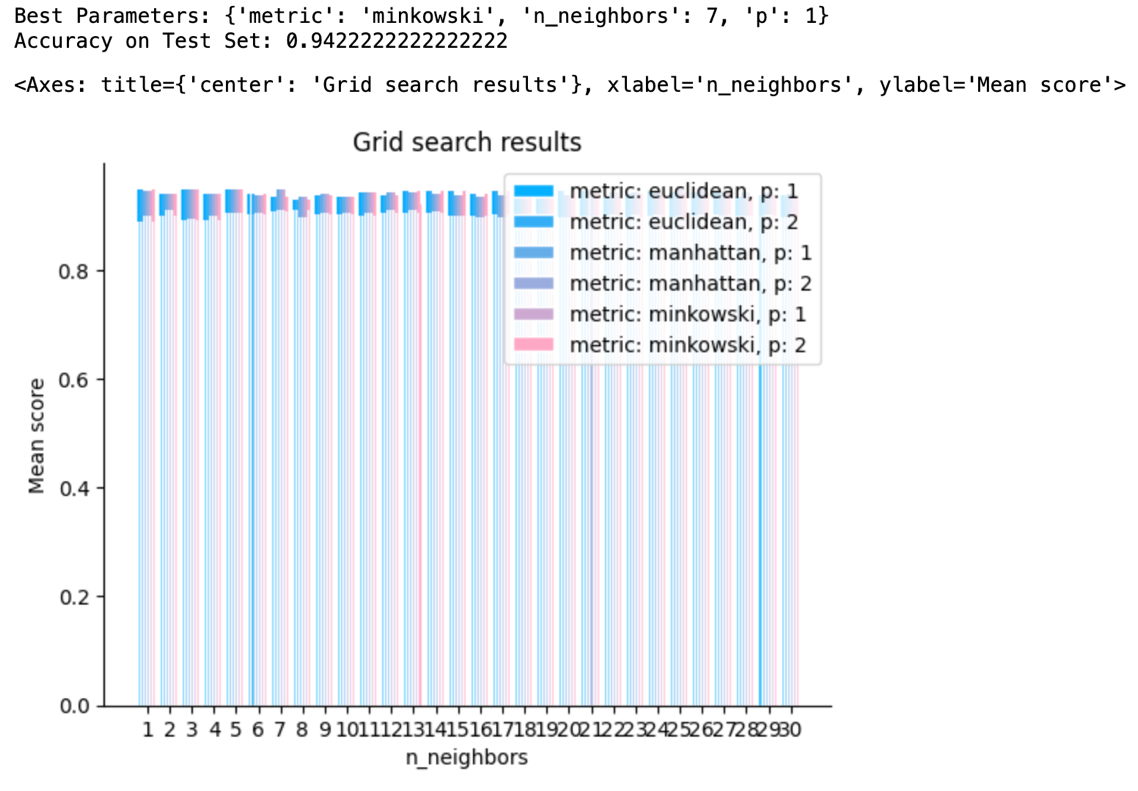 Best Parameters: {'metric': 'minkowski', 'n_neighbors': 7, 'p': 1}
Accuracy on Test Set: 0.9422222222222222
<Axes: title={'center': 'Grid search results'}, xlabel='n_neighbors', ylabel='Mean score'>
Grid search results
metric: euclidean, p: 1
metric: euclidean, p: 2
metric: manhattan, p: 1
metric: manhattan, p: 2
metric: minkowski, p: 1
metric: minkowski, p: 2
0.8
0.6
0.4
0.2
0.0
Mean score
1 2 3 4 5 6 7 8 9 10 11 12 13 14 15 16 17 18 19 20 21 22 23 24 25 26 27 28 29 30
n_neighbors